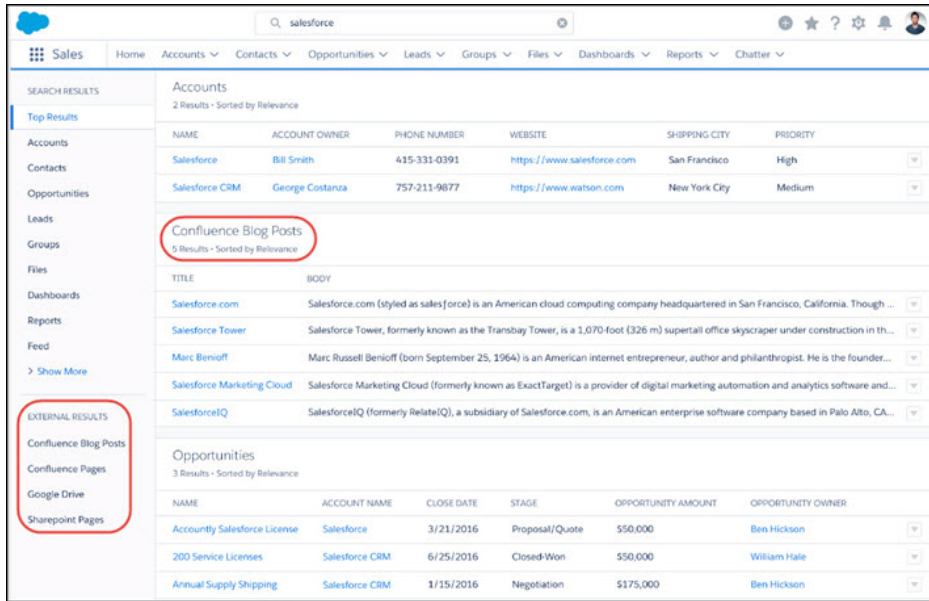 salesforce
Sales Home Accounts Contacts Opportunities Leads Groups Files Dashboards Reports Chatter
SEARCH RESULTS
Top Results
Accounts
Contacts
Opportunities
Leads
Groups
Files
Dashboards
Reports
Feed
> Show More
EXTERNAL RESULTS
Confluence Blog Posts
Confluence Pages
Google Drive
Sharepoint Pages
Accounts
2 Results • Sorted by Relevance
NAME ACCOUNT OWNER PHONE NUMBER WEBSITE SHIPPING CITY PRIORITY
Salesforce Bill Smith 415-331-0391 https://www.salesforce.com San Francisco High
Salesforce CRM George Costanza 757-211-9877 https://www.watson.com New York City Medium
Confluence Blog Posts
5 Results • Sorted by Relevance
TITLE BODY
Salesforce.com Salesforce.com (styled as salesƒorce) is an American cloud computing company headquartered in San Francisco, California. Though ...
Salesforce Tower Salesforce Tower, formerly known as the Transbay Tower, is a 1,070-foot (326 m) supertall office skyscraper under construction in th...
Marc Benioff Marc Russell Benioff (born September 25, 1964) is an American internet entrepreneur, author and philanthropist. He is the founder...
Salesforce Marketing Cloud Salesforce Marketing Cloud (formerly known as ExactTarget) is a provider of digital marketing automation and analytics software and...
SalesforceIQ SalesforceIQ (formerly RelateIQ), a subsidiary of Salesforce.com, is an American enterprise software company based in Palo Alto, CA...
Opportunities
3 Results • Sorted by Relevance
NAME ACCOUNT NAME CLOSE DATE STAGE OPPORTUNITY AMOUNT OPPORTUNITY OWNER
Accountly Salesforce License Salesforce 3/21/2016 Proposal/Quote $50,000 Ben Hickson
200 Service Licenses Salesforce CRM 6/25/2016 Closed-Won $50,000 William Hale
Annual Supply Shipping Salesforce CRM 1/15/2016 Negotiation $175,000 Ben Hickson